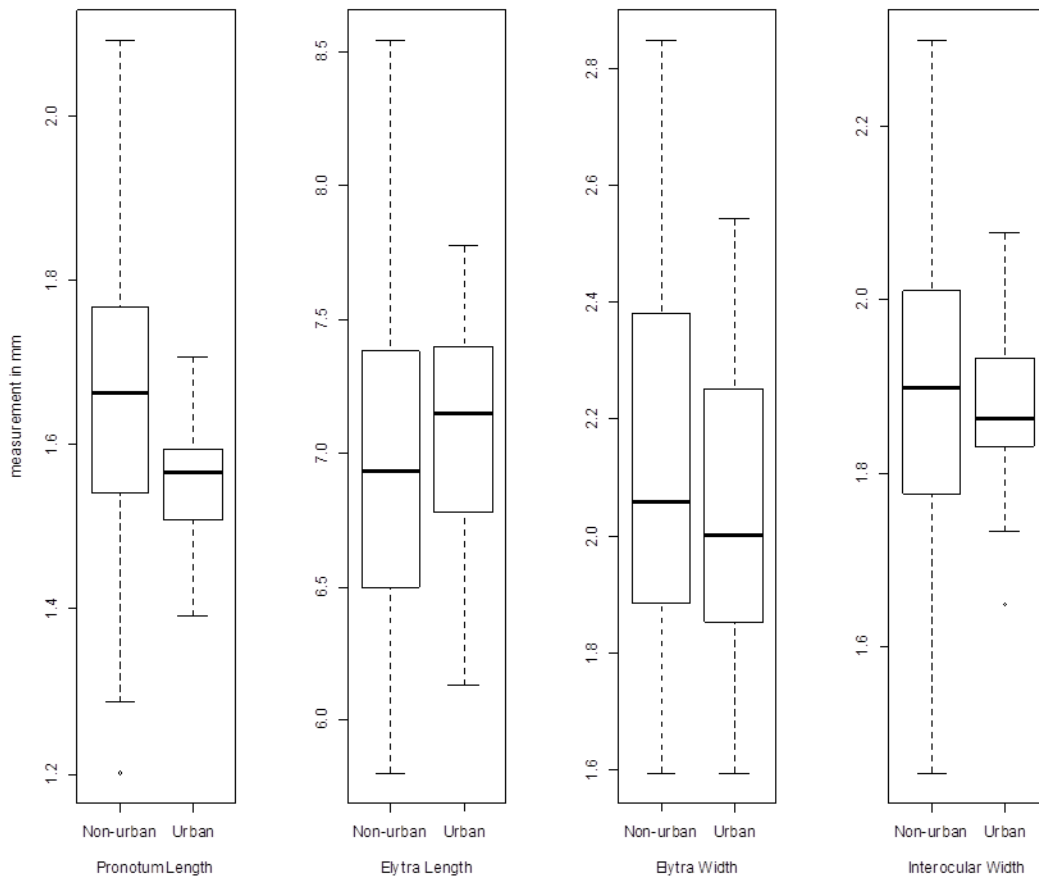 measurement in mm
2.0
1.8
1.6
1.4
1.2
Non-urban Urban
Pronotum Length
8.5
8.0
7.5
7.0
6.5
6.0
Non-urban Urban
Elytra Length
2.8
2.6
2.4
2.2
2.0
1.8
1.6
Non-urban Urban
Elytra Width
2.2
2.0
1.8
1.6
Non-urban Urban
Interocular Width